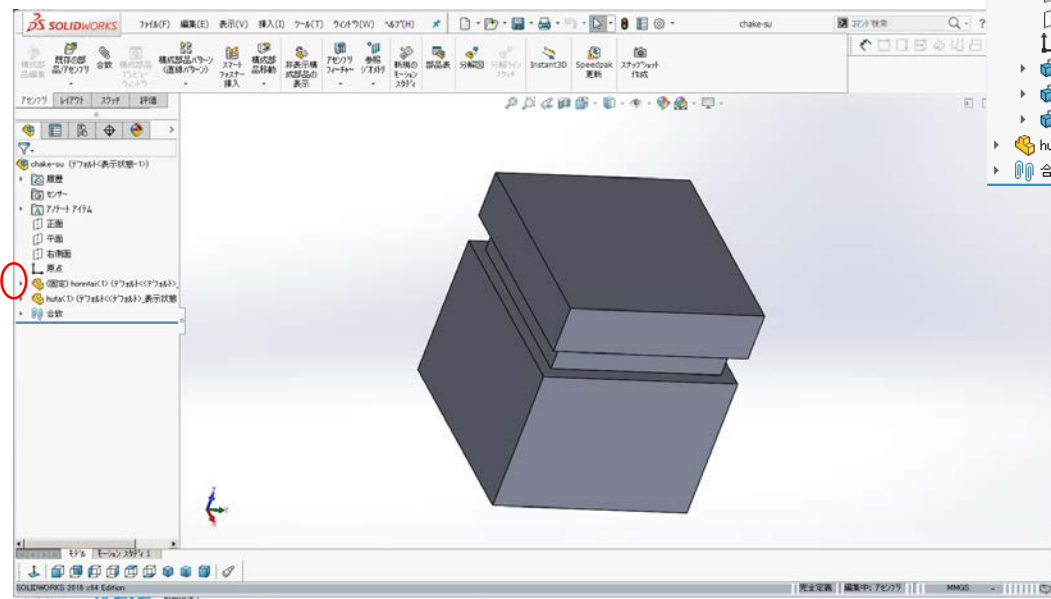 SOLIDWORKS
ファイル(F) 編集(E) 表示(V) 挿入(I) ツール(T) ウィンドウ(W) ヘルプ(H)
chake-su
コマンド検索
構成部品編集
既存の部品/アセンブリ
合致
構成部品パターン(直線パターン)
スマート ファスナー 挿入
構成部品移動
非表示構成部品の表示
アセンブリ フィーチャー
参照 ジオメトリ
新規のモーション スタディ
部品表
分解図
Instant3D
Speedpak 更新
スナップショット 作成
アセンブリ レイアウト スケッチ 評価
chake-su (デフォルト<表示状態-1>)
履歴
センサー
アノテート アイテム
正面
平面
右側面
原点
(固定) honntai<1> (デフォルト<<デフォルト>_
huta<1> (デフォルト<<デフォルト>_表示状態
合致
モデル モーション スタディ 1
SOLIDWORKS 2016 x64 Edition
完全定義 編集中: アセンブリ MMGS
hu
合